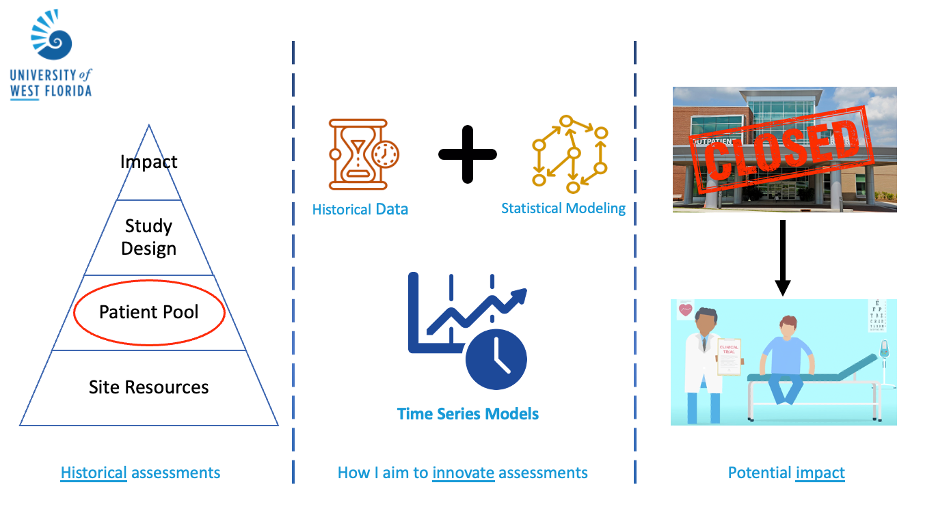 UNIVERSITY of
WEST FLORIDA
Impact
Study
Design
Patient Pool
Site Resources
Historical assessments
Historical Data
Statistical Modeling
Time Series Models
How I aim to innovate assessments
OUTPATIENT
CLOSED
CLINICAL
TRIAL
Potential impact